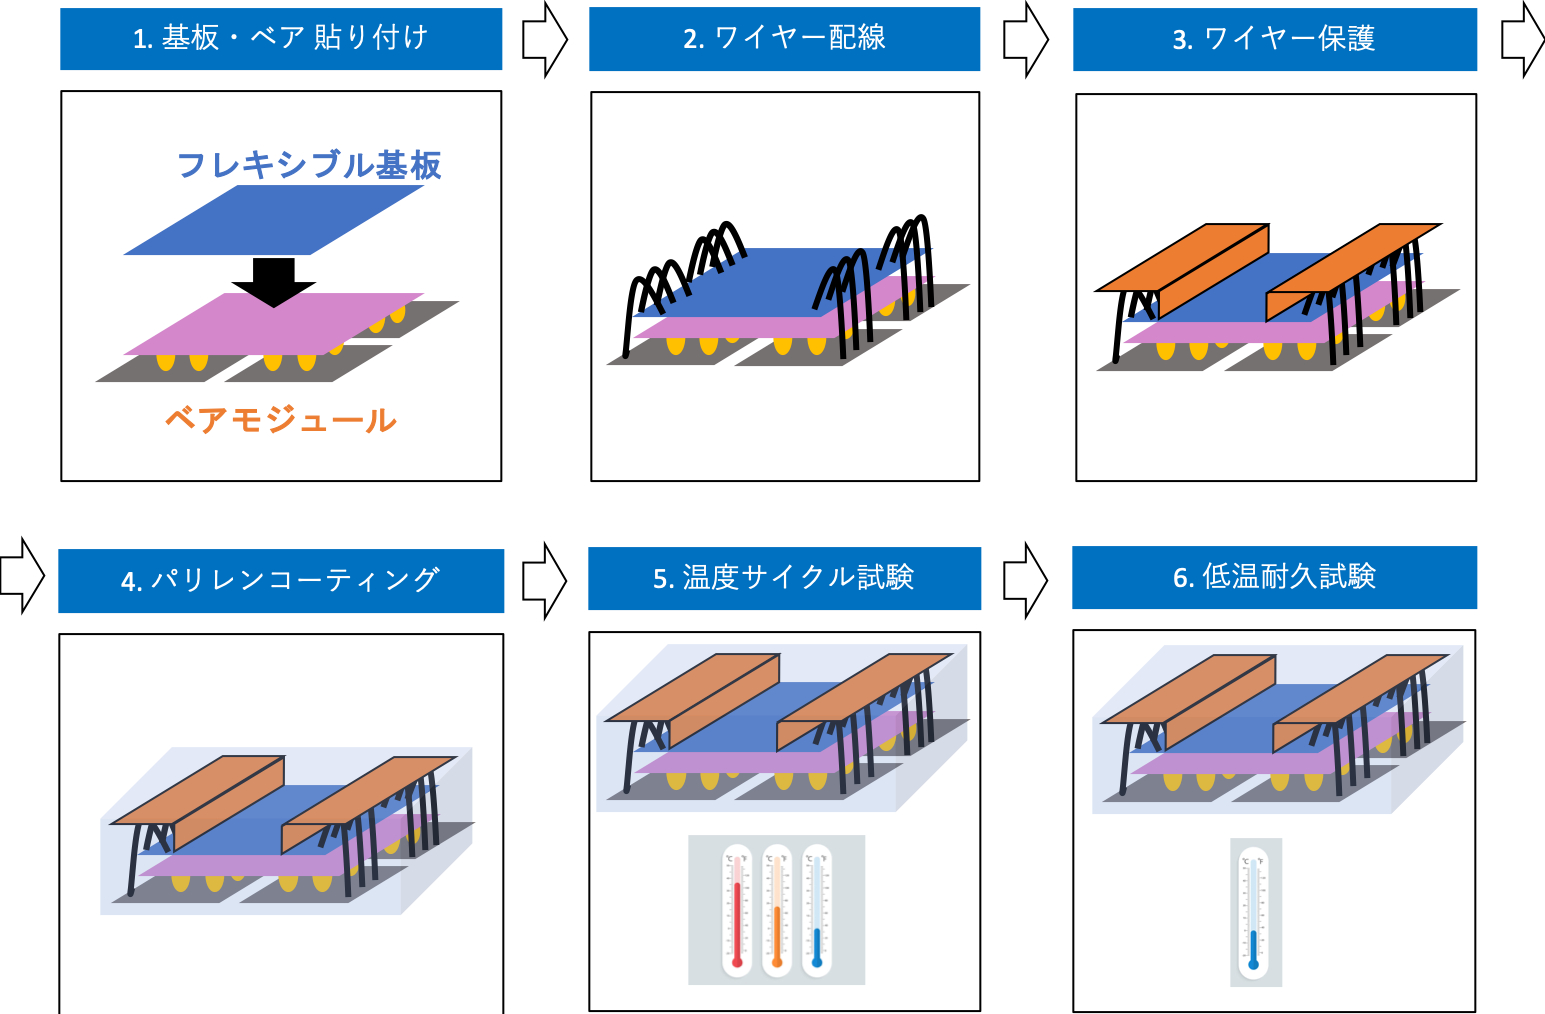 1. 基板・ベア 貼り付け
2. ワイヤー配線
3. ワイヤー保護
フレキシブル基板
ベアモジュール
4. パリレンコーティング
5. 温度サイクル試験
6. 低温耐久試験
°C °F
°C °F
°C °F
°C °F